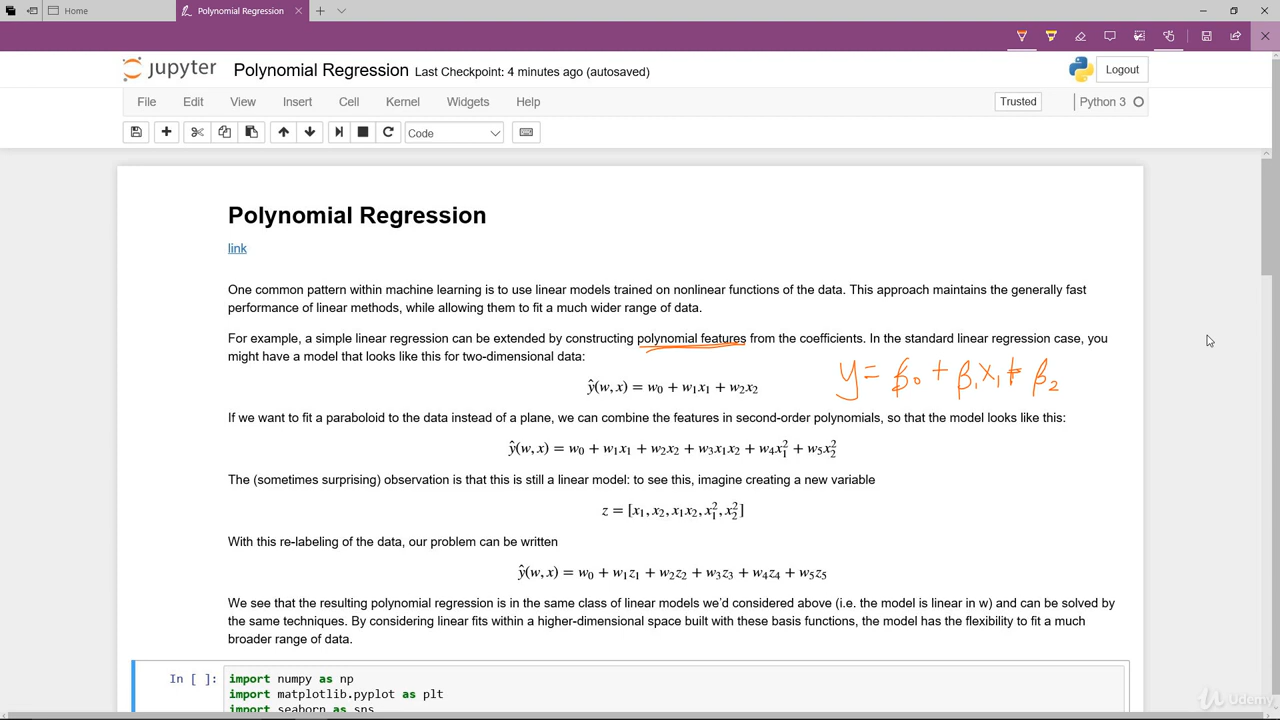 Home
Polynomial Regression
jupyter Polynomial Regression Last Checkpoint: 4 minutes ago (autosaved)
Logout
File Edit View Insert Cell Kernel Widgets Help
Trusted
Python 3
Code
Polynomial Regression
link
One common pattern within machine learning is to use linear models trained on nonlinear functions of the data. This approach maintains the generally fast
performance of linear methods, while allowing them to fit a much wider range of data.
For example, a simple linear regression can be extended by constructing polynomial features from the coefficients. In the standard linear regression case, you
might have a model that looks like this for two-dimensional data:
ŷ(w, x) = w₀ + w₁x₁ + w₂x₂
y = β₀ + β₁x₁ + β₂
If we want to fit a paraboloid to the data instead of a plane, we can combine the features in second-order polynomials, so that the model looks like this:
ŷ(w, x) = w₀ + w₁x₁ + w₂x₂ + w₃x₁x₂ + w₄x₁² + w₅x₂²
The (sometimes surprising) observation is that this is still a linear model: to see this, imagine creating a new variable
z = [x₁, x₂, x₁x₂, x₁², x₂²]
With this re-labeling of the data, our problem can be written
ŷ(w, x) = w₀ + w₁z₁ + w₂z₂ + w₃z₃ + w₄z₄ + w₅z₅
We see that the resulting polynomial regression is in the same class of linear models we'd considered above (i.e. the model is linear in w) and can be solved by
the same techniques. By considering linear fits within a higher-dimensional space built with these basis functions, the model has the flexibility to fit a much
broader range of data.
In [ ]: import numpy as np
import matplotlib.pyplot as plt
import seaborn as sns
Udemy